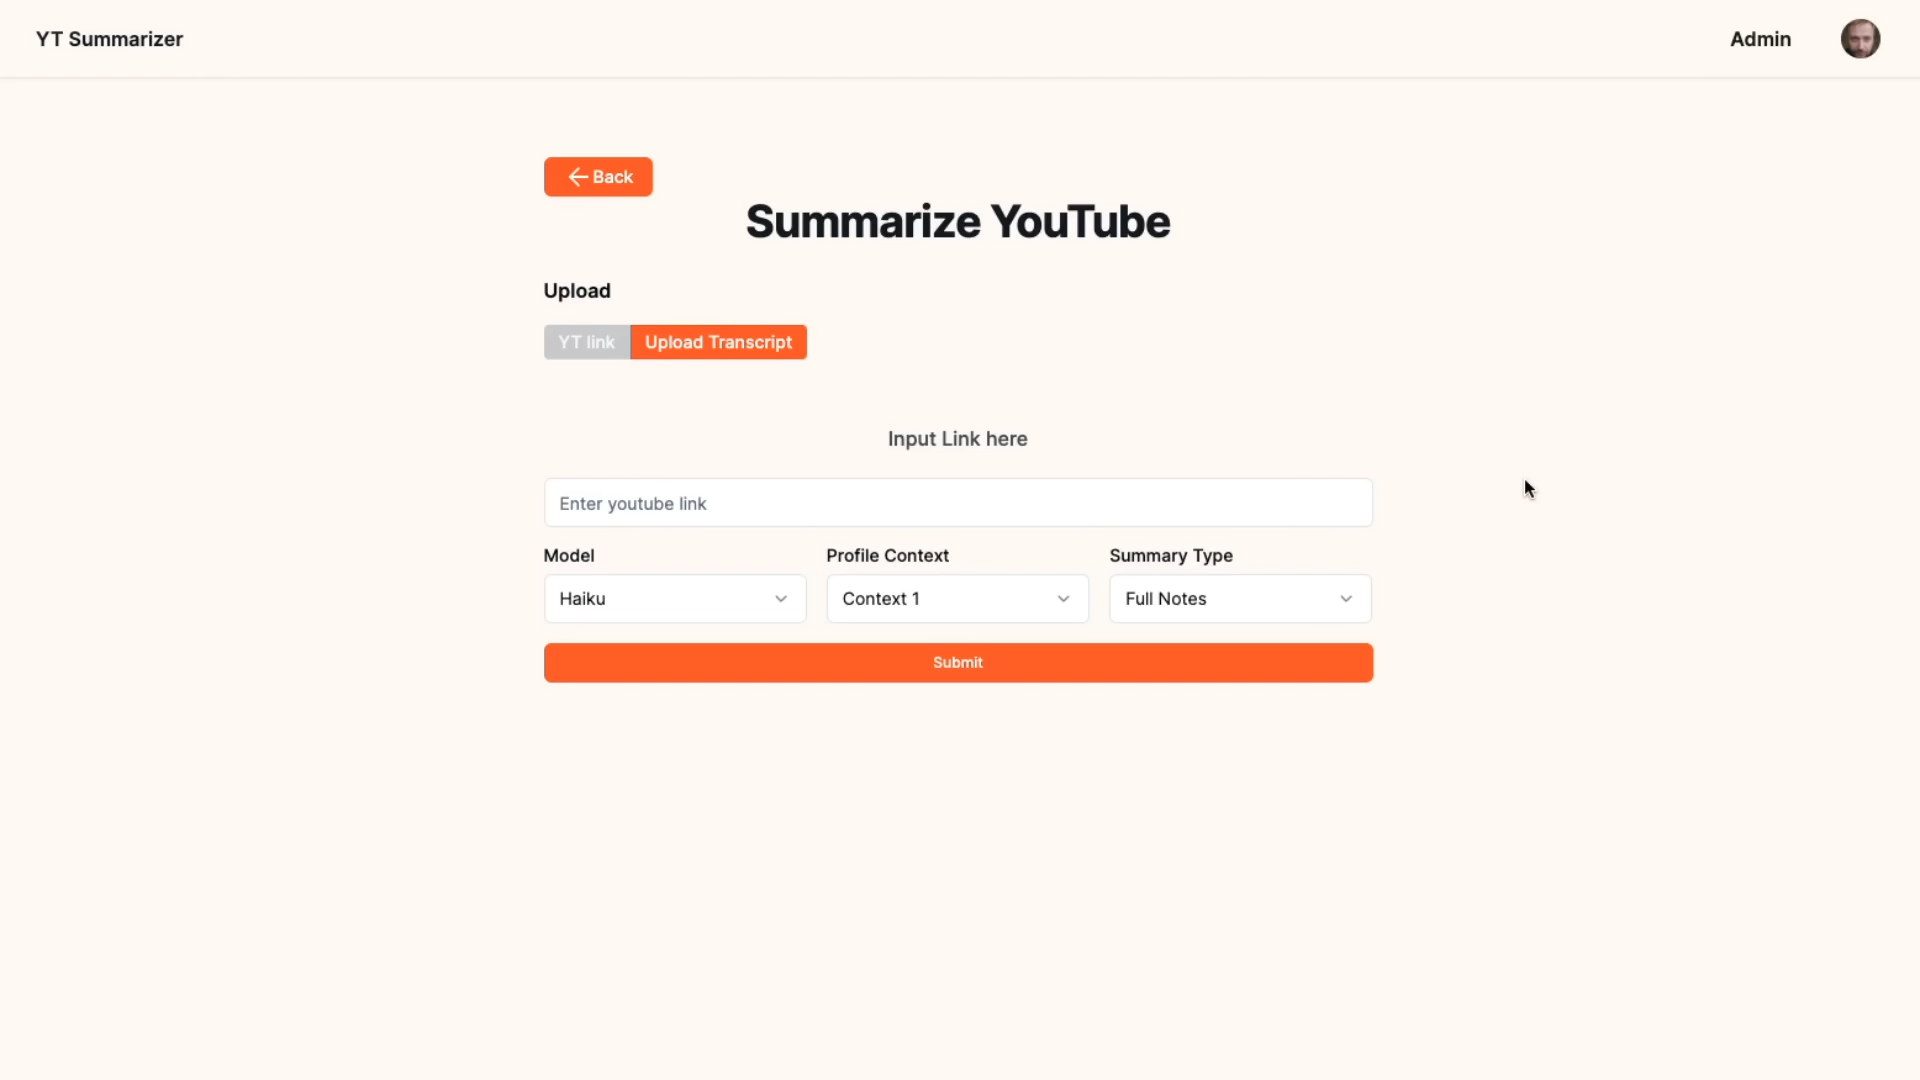 YT Summarizer
Admin
Back
Summarize YouTube
Upload
YT link
Upload Transcript
Input Link here
Enter youtube link
Model
Profile Context
Summary Type
Haiku
Context 1
Full Notes
Submit